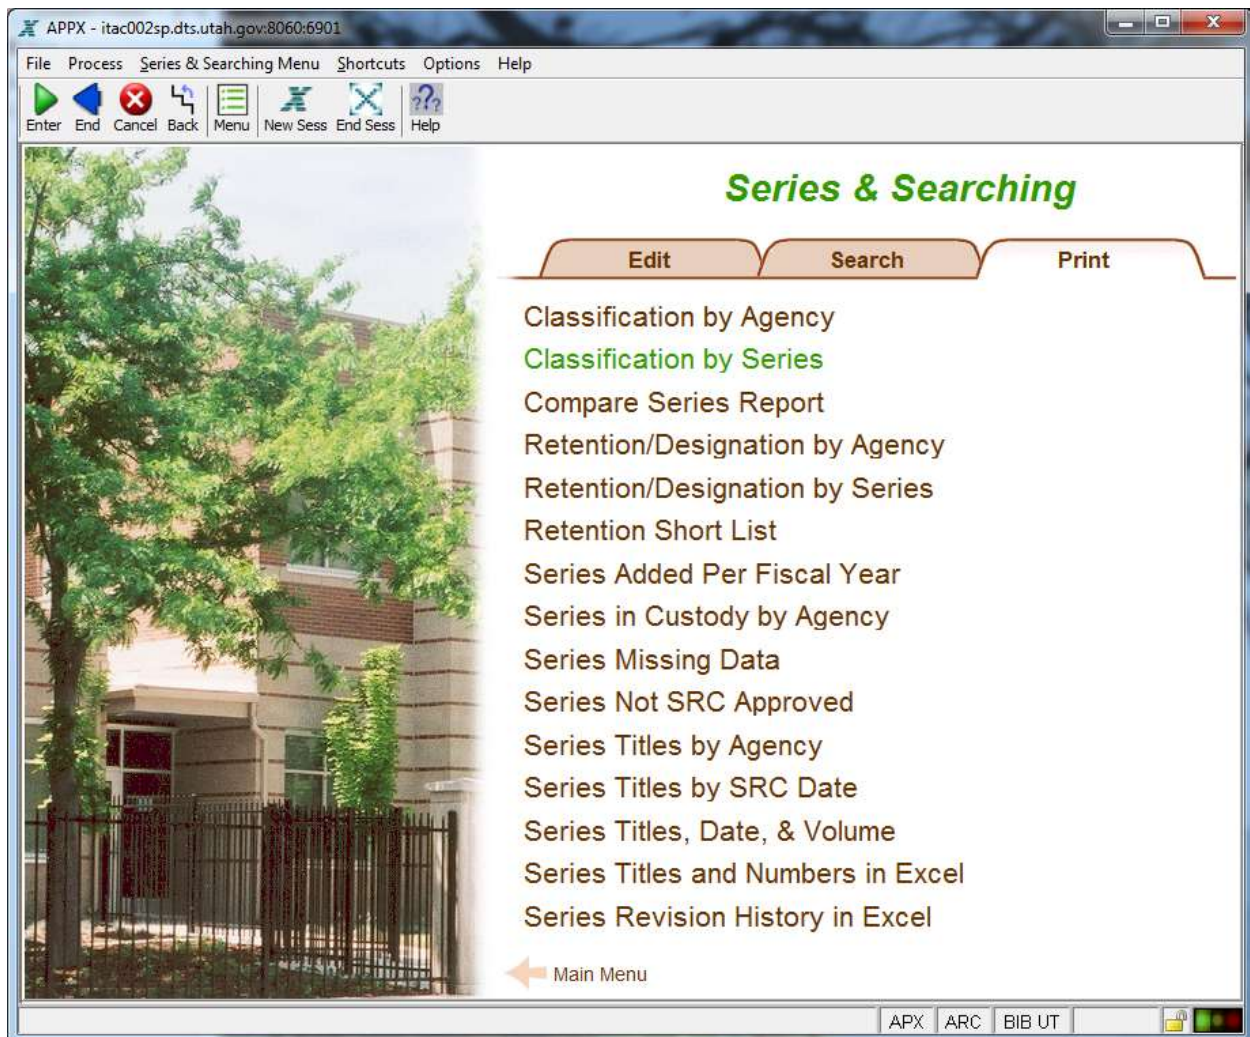 APPX - itac002sp.dts.utah.gov:8060:6901
File Process Series & Searching Menu Shortcuts Options Help
Enter End Cancel Back Menu New Sess End Sess Help
???
Series & Searching
Edit Search Print
Classification by Agency
Classification by Series
Compare Series Report
Retention/Designation by Agency
Retention/Designation by Series
Retention Short List
Series Added Per Fiscal Year
Series in Custody by Agency
Series Missing Data
Series Not SRC Approved
Series Titles by Agency
Series Titles by SRC Date
Series Titles, Date, & Volume
Series Titles and Numbers in Excel
Series Revision History in Excel
Main Menu
APX ARC BIB UT